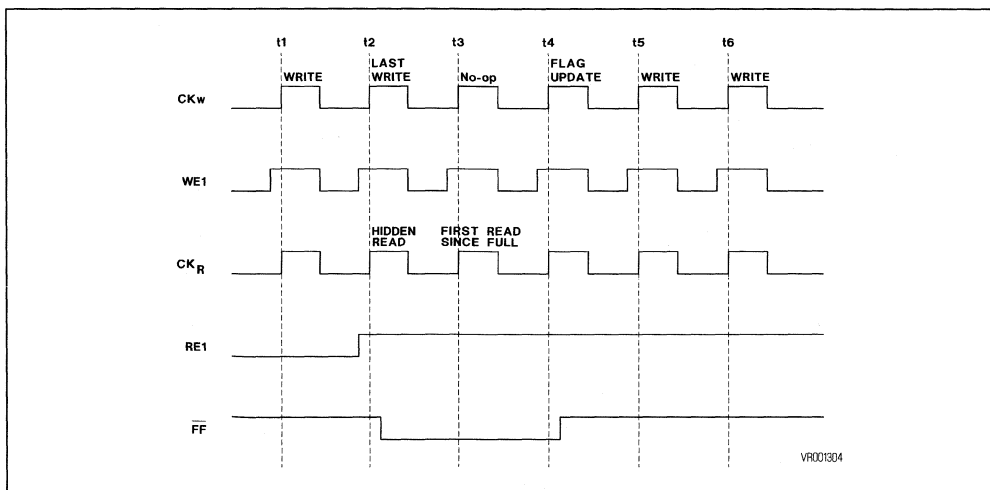 t1 t2 t3 t4 t5 t6
LAST FLAG
WRITE WRITE No-op UPDATE WRITE WRITE
CKw
WE1
HIDDEN FIRST READ
READ SINCE FULL
CKR
RE1
FF
VR001304